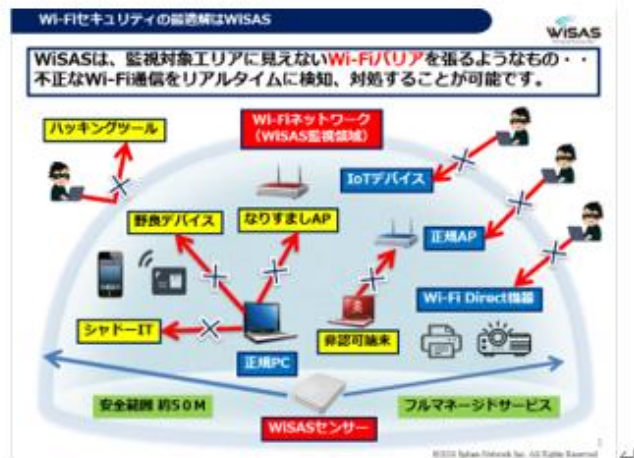 Wi-Fiセキュリティの最適解はWiSAS
WiSAS
WiSASは、監視対象エリアに見えないWi-Fiバリアを張るようなもの・・
不正なWi-Fi通信をリアルタイムに検知、対処することが可能です。
ハッキングツール
Wi-Fiネットワーク
（WiSAS監視領域）
IoTデバイス
野良デバイス
なりすましAP
正規AP
Wi-Fi Direct機器
シャドーIT
非認可端末
正規PC
安全範囲 約50M
フルマネージドサービス
WiSASセンサー
Network Inc. All Rights Reserved